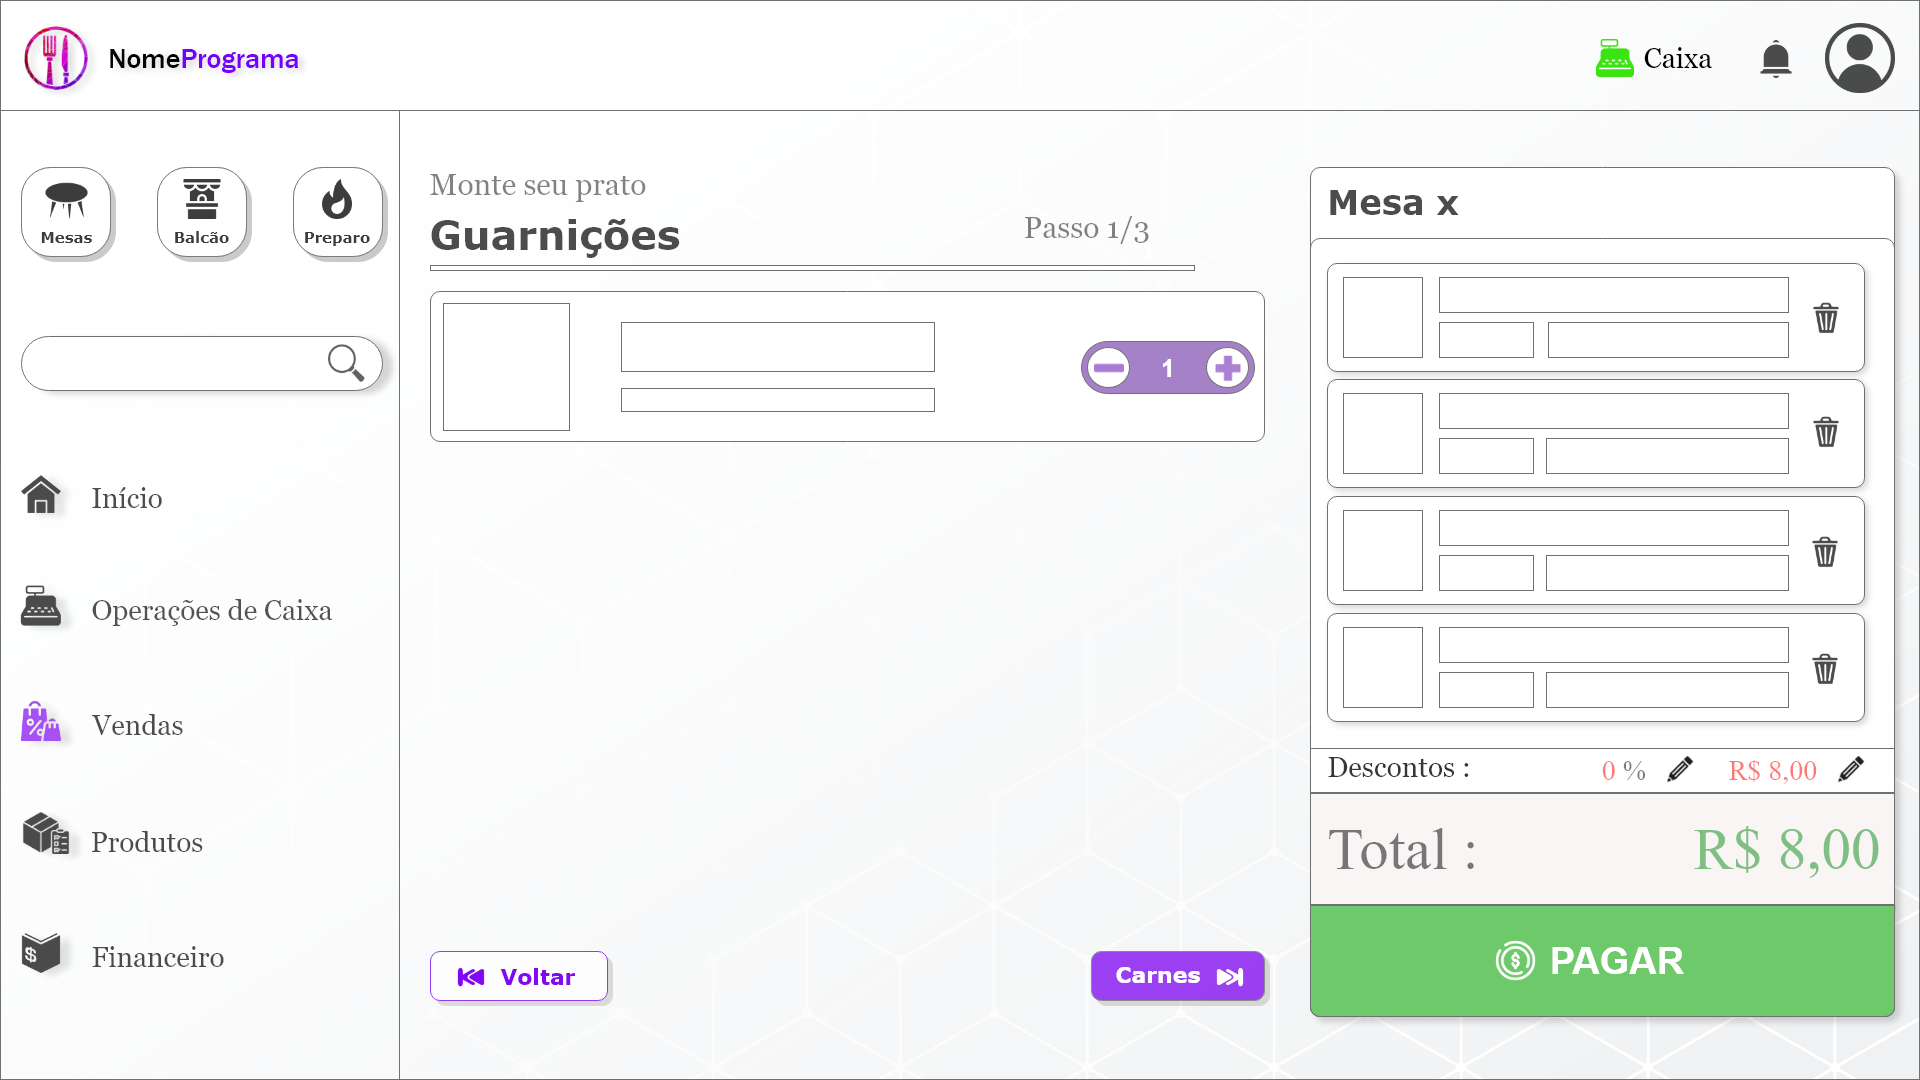 NomePrograma
Caixa
Mesas
Balcão
Preparo
Início
Operações de Caixa
Vendas
Produtos
Financeiro
Monte seu prato
Guarnições
Passo 1/3
1
Voltar
Carnes
Mesa x
Descontos :
0 %
R$ 8,00
Total :
R$ 8,00
PAGAR